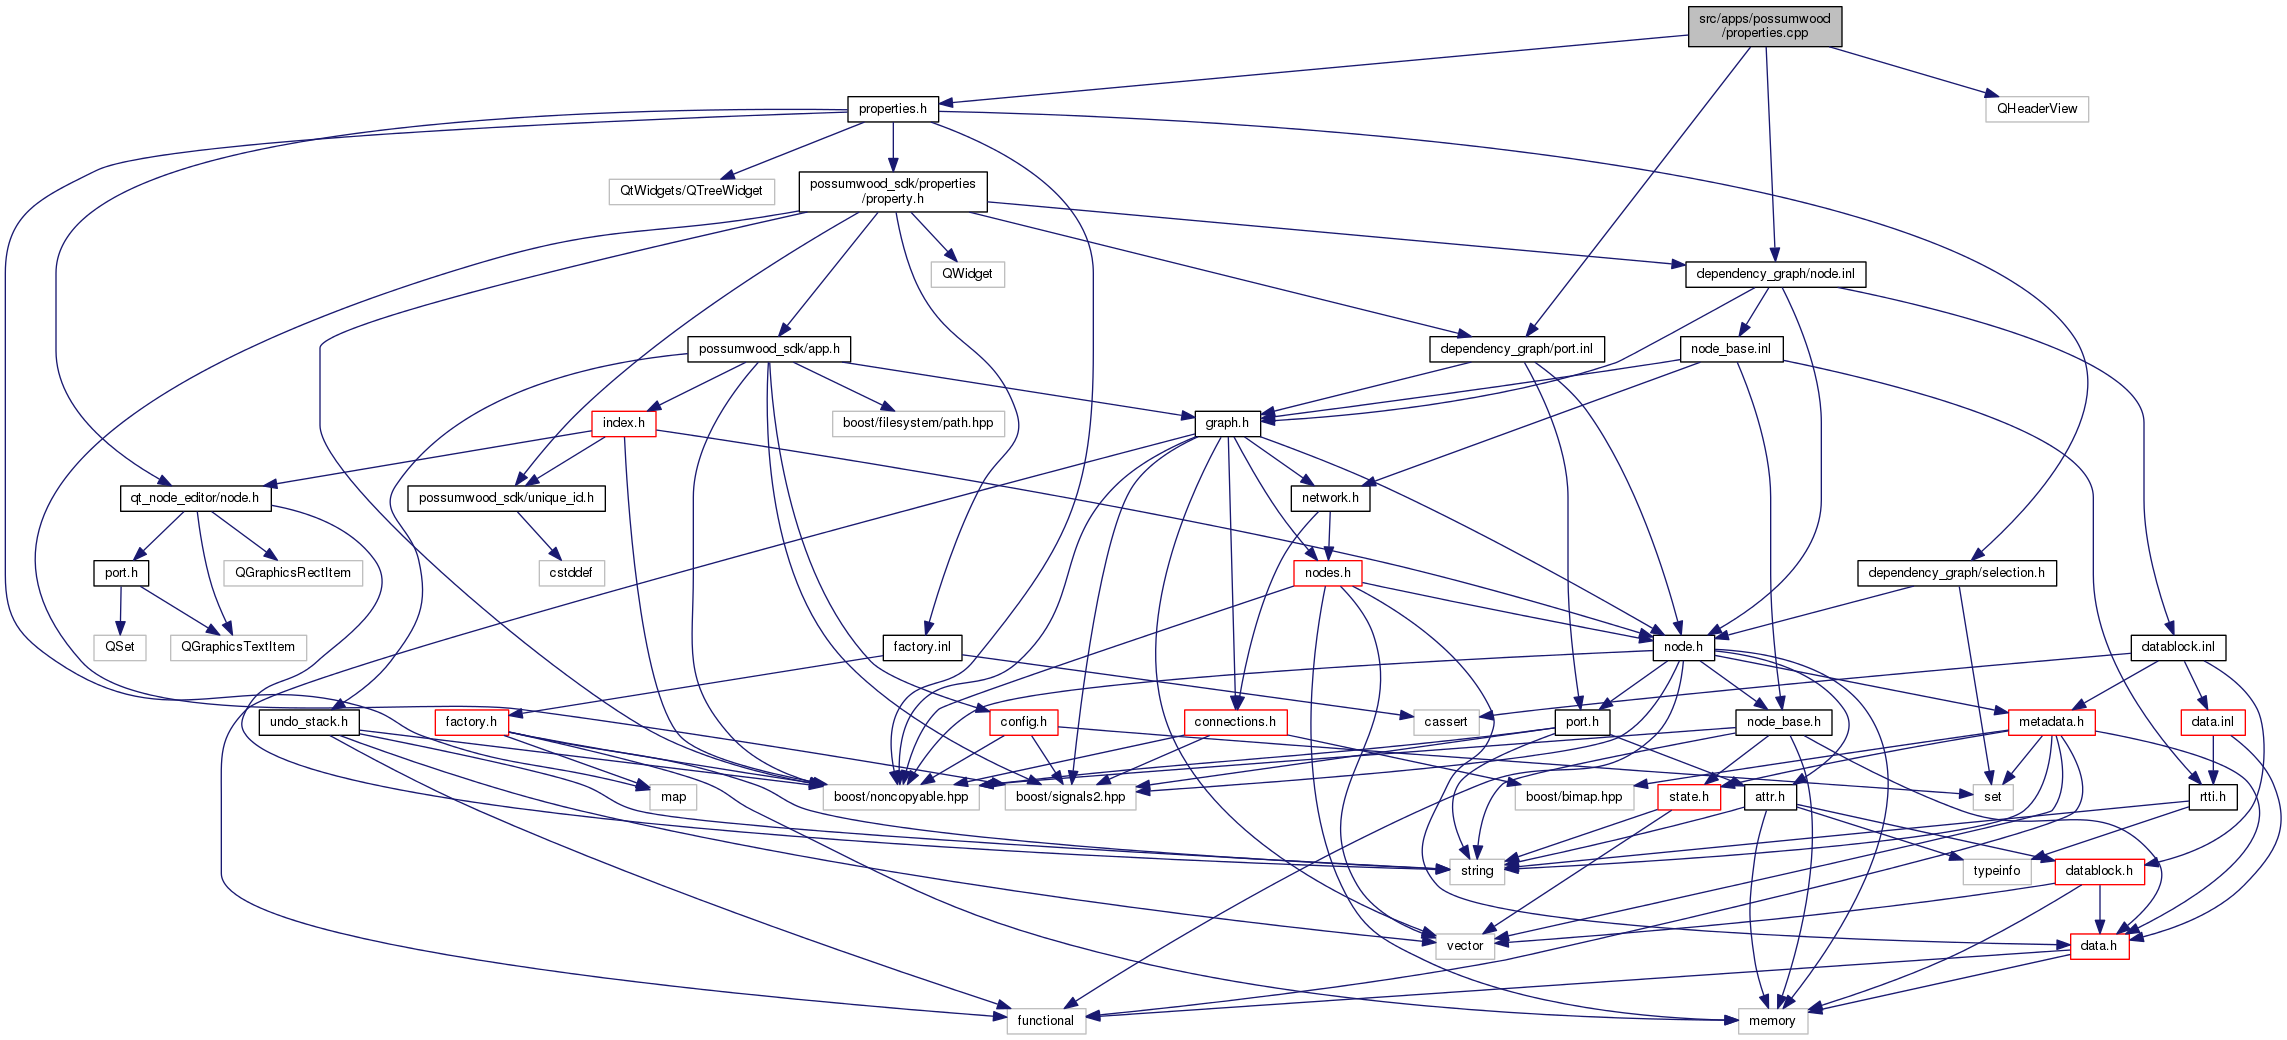 src/apps/possumwood
/properties.cpp
properties.h
QHeaderView
QtWidgets/QTreeWidget
possumwood_sdk/properties
/property.h
QWidget
dependency_graph/node.inl
possumwood_sdk/app.h
dependency_graph/port.inl
node_base.inl
index.h
boost/filesystem/path.hpp
graph.h
qt_node_editor/node.h
possumwood_sdk/unique_id.h
network.h
port.h
QGraphicsRectItem
cstddef
nodes.h
dependency_graph/selection.h
QSet
QGraphicsTextItem
factory.inl
node.h
datablock.inl
undo_stack.h
factory.h
config.h
connections.h
cassert
port.h
node_base.h
metadata.h
data.inl
map
boost/noncopyable.hpp
boost/signals2.hpp
boost/bimap.hpp
state.h
attr.h
set
rtti.h
string
typeinfo
datablock.h
vector
data.h
functional
memory